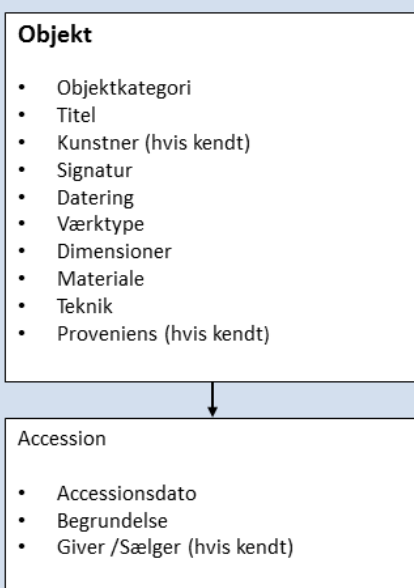 Objekt
• Objektkategori
• Titel
• Kunstner (hvis kendt)
• Signatur
• Datering
• Værktype
• Dimensioner
• Materiale
• Teknik
• Proveniens (hvis kendt)
Accession
• Accessionsdato
• Begrundelse
• Giver /Sælger (hvis kendt)